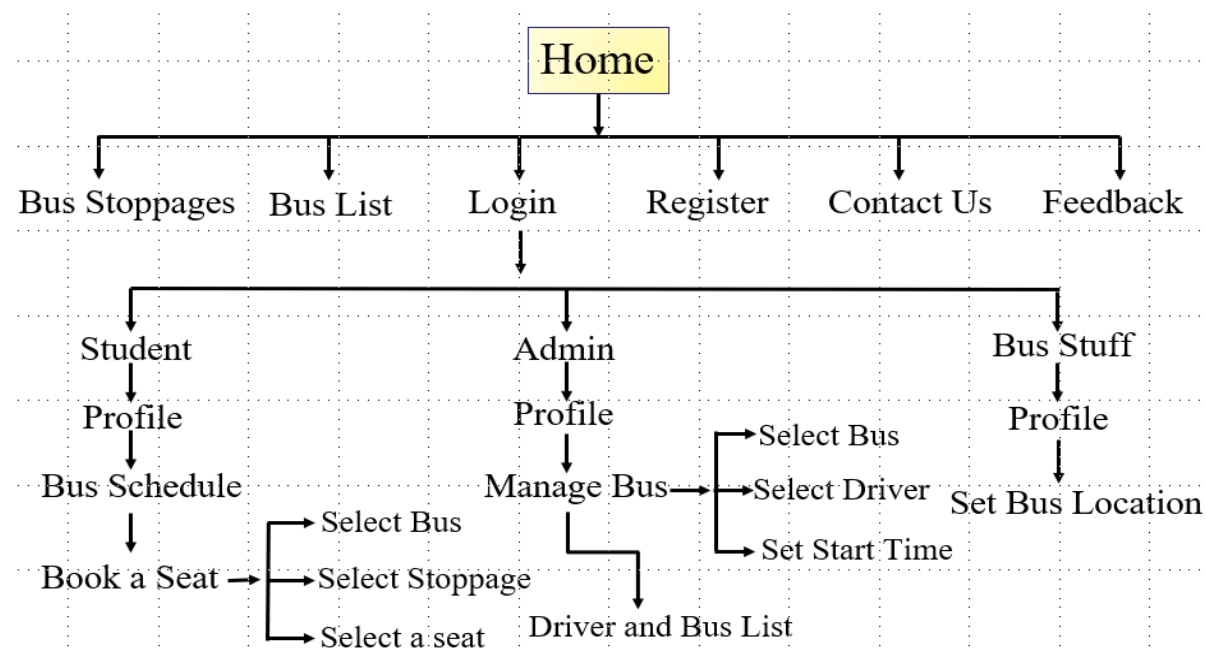 Home
Bus Stoppages
Bus List
Login
Register
Contact Us
Feedback
Student
Admin
Bus Stuff
Profile
Profile
Profile
Bus Schedule
Manage Bus
Select Bus
Select Driver
Set Start Time
Set Bus Location
Book a Seat
Select Bus
Select Stoppage
Select a seat
Driver and Bus List